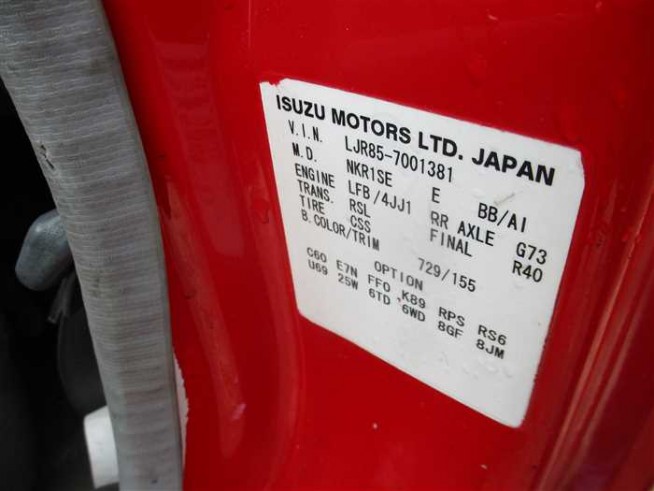 ISUZU MOTORS LTD. JAPAN
V.I.N. LJR85-7001381
M.D. NKR1SE E BB/AI
ENGINE LFB/4JJ1 RR AXLE G73
TRANS. RSL FINAL R40
TIRE CSS
B.COLOR/TRIM 729/155
OPTION
C60 E7N FF0 K89 RPS RS6
U69 2SW 6TD 6WD 8GF 8JM